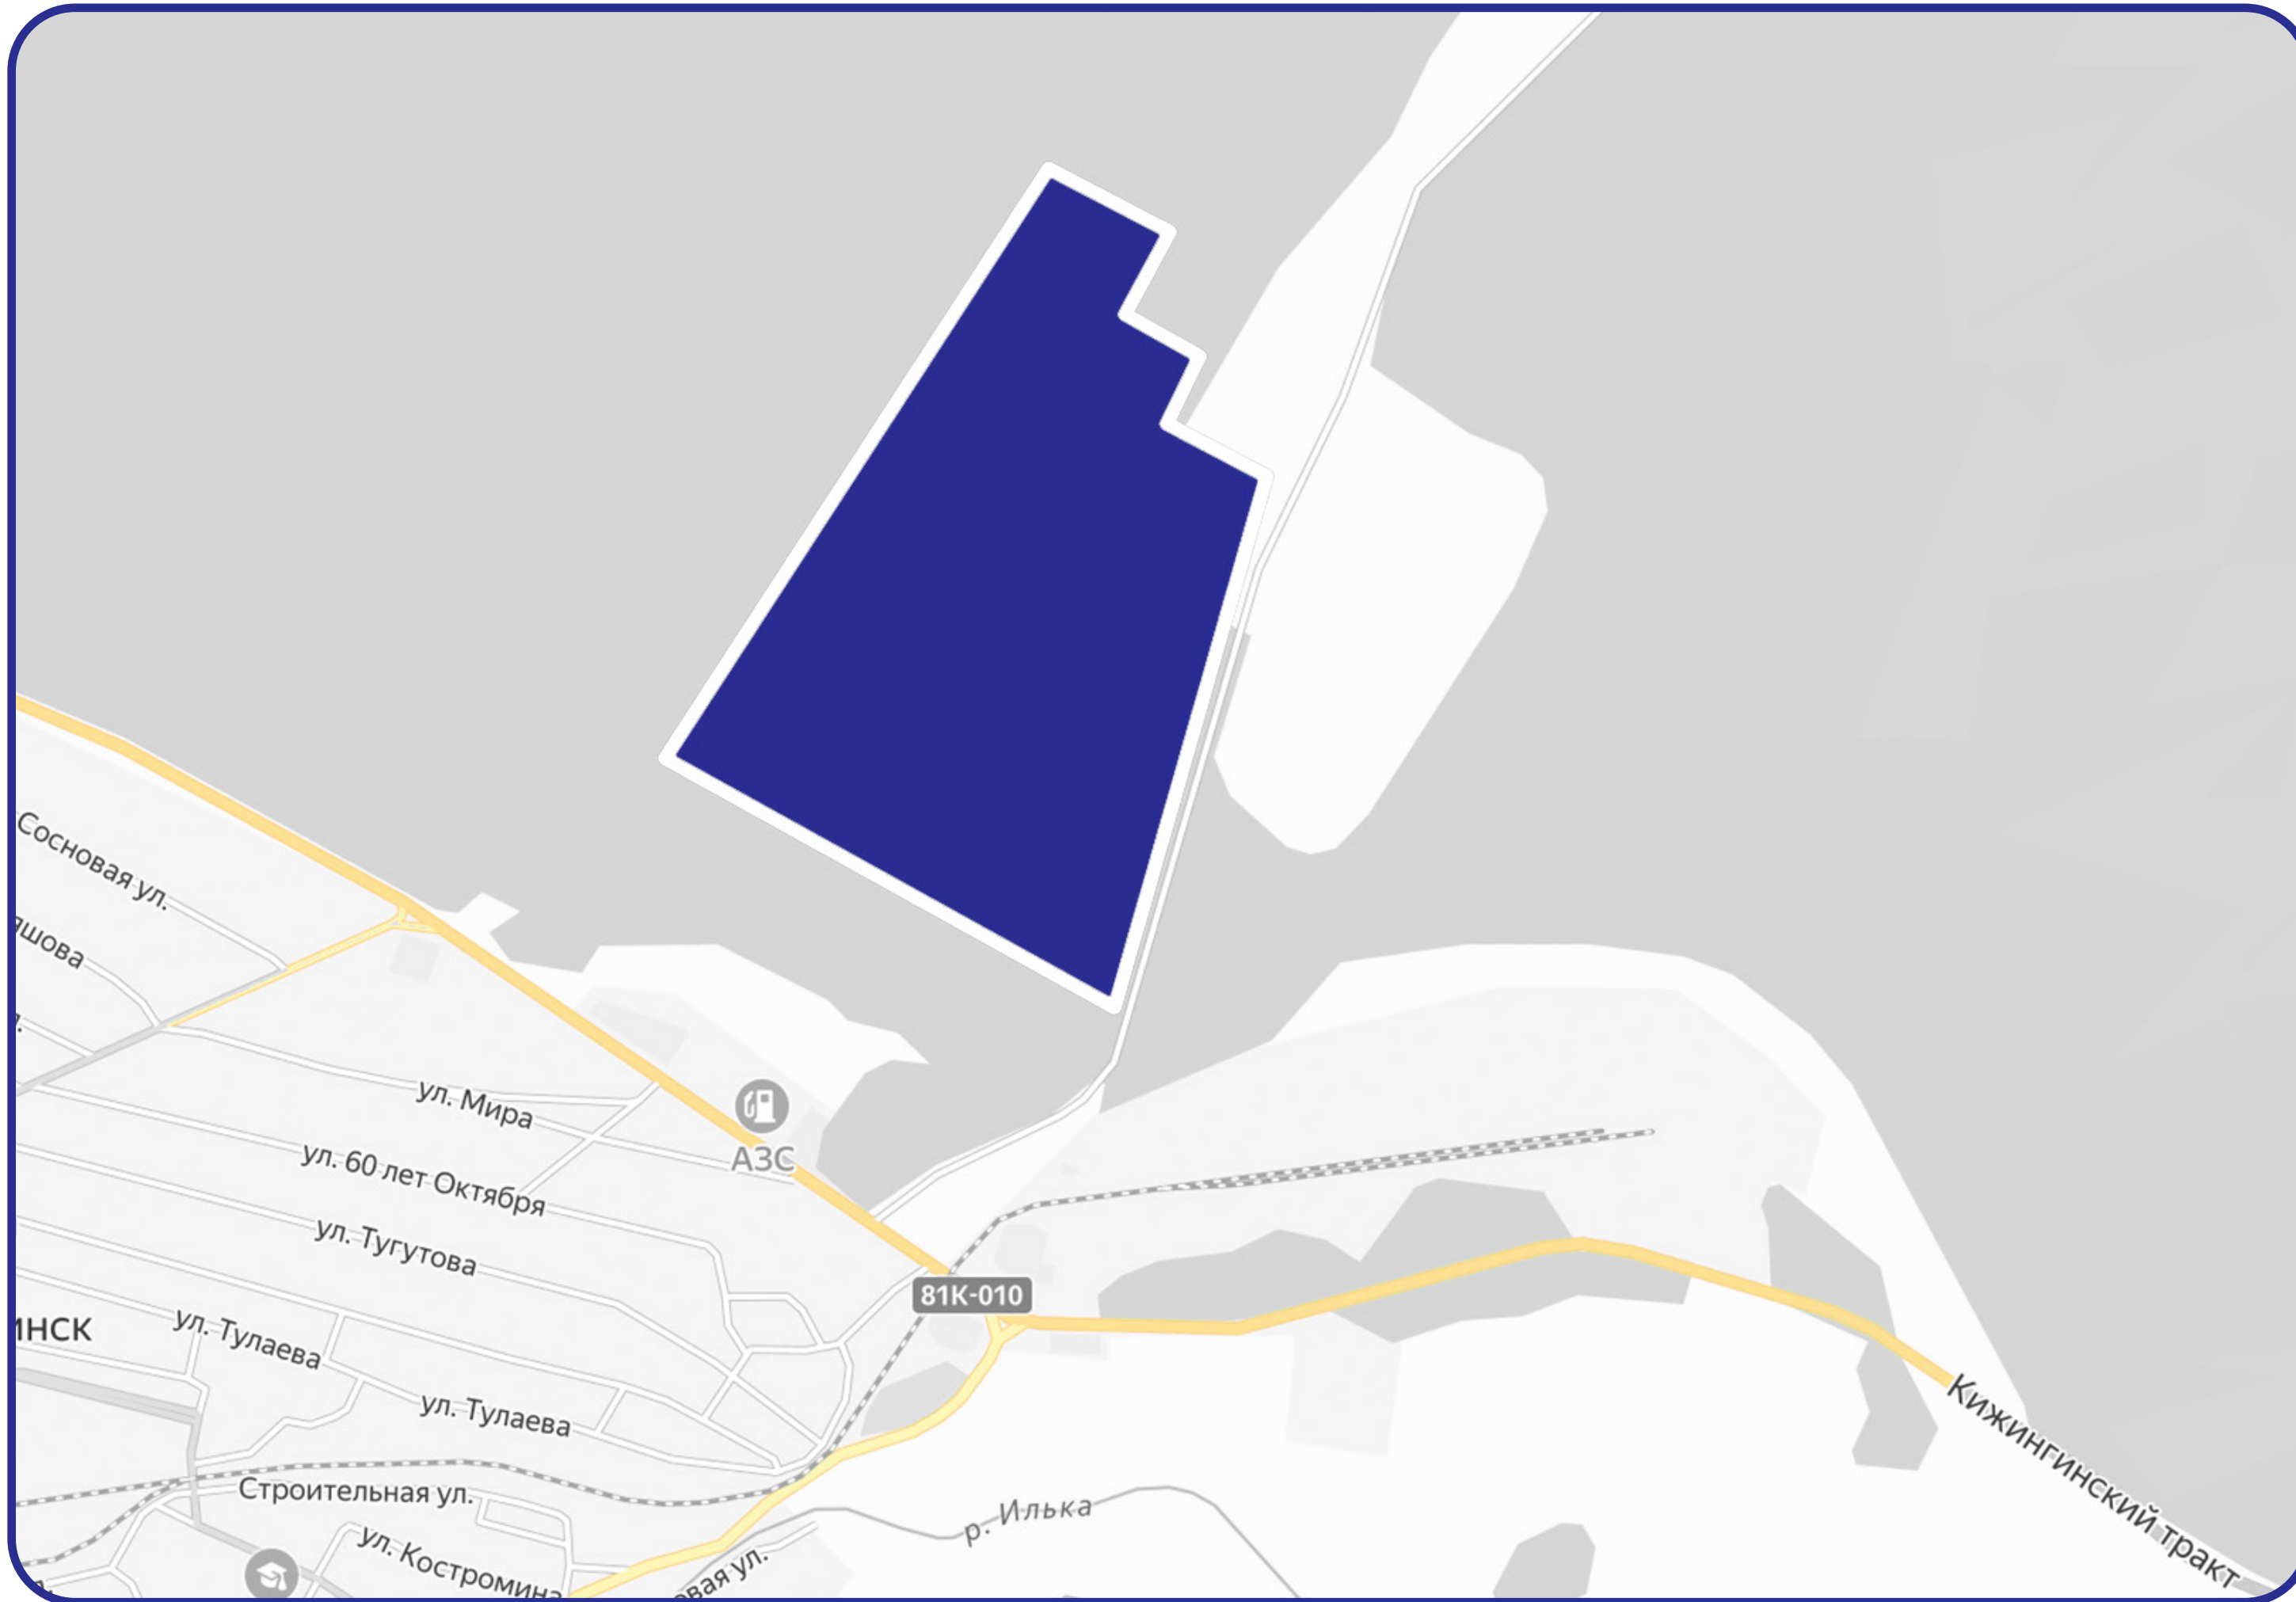 Сосновая ул.
ул. Мира
АЗС
ул. 60 лет Октября
ул. Тугутова
81К-010
ул. Тулаева
ул. Тулаева
Кижингинский тракт
Строительная ул.
р. Илька
ул. Костромина